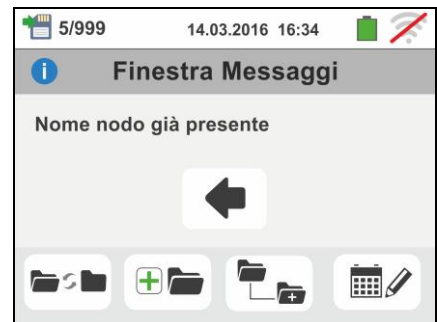 5/999 14.03.2016 16:34
Finestra Messaggi
Nome nodo già presente